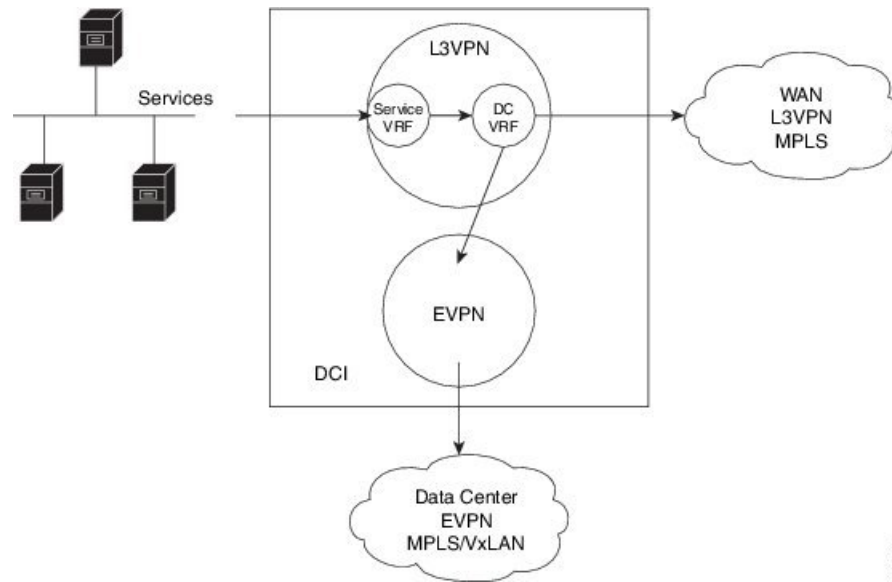 L3VPN
Services
Service
VRF
DC
VRF
WAN
L3VPN
MPLS
EVPN
DCI
Data Center
EVPN
MPLS/VxLAN